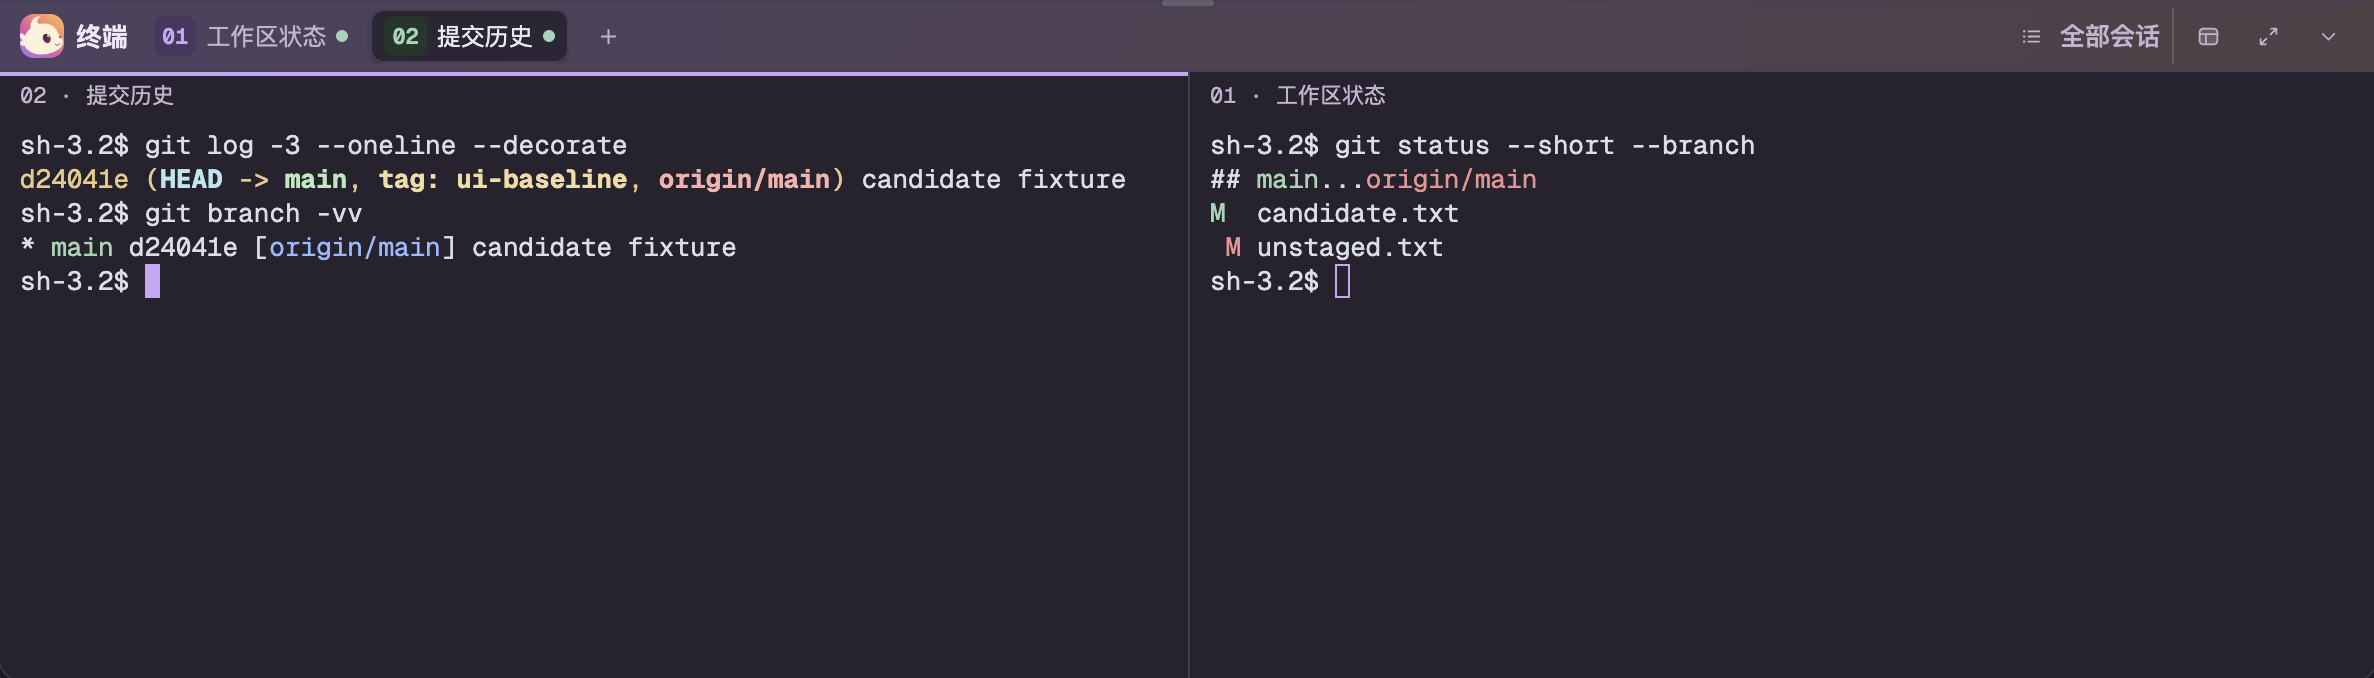 终端 01 工作区状态 02 提交历史 + 全部会话
02 · 提交历史
sh-3.2$ git log -3 --oneline --decorate
d24041e (HEAD -> main, tag: ui-baseline, origin/main) candidate fixture
sh-3.2$ git branch -vv
* main d24041e [origin/main] candidate fixture
sh-3.2$
01 · 工作区状态
sh-3.2$ git status --short --branch
## main...origin/main
M  candidate.txt
 M unstaged.txt
sh-3.2$